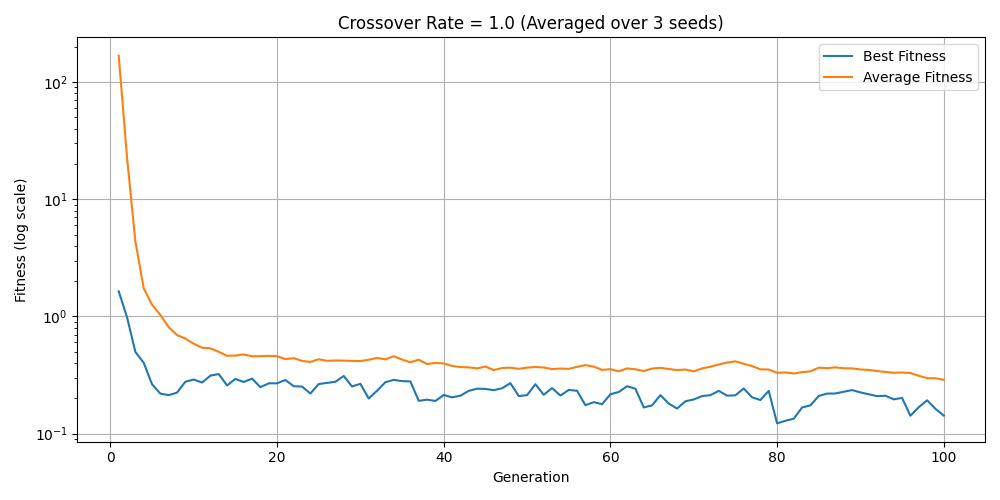 Crossover Rate = 1.0 (Averaged over 3 seeds)
Best Fitness
Average Fitness
Fitness (log scale)
10²
10¹
10⁰
10⁻¹
0 20 40 60 80 100
Generation